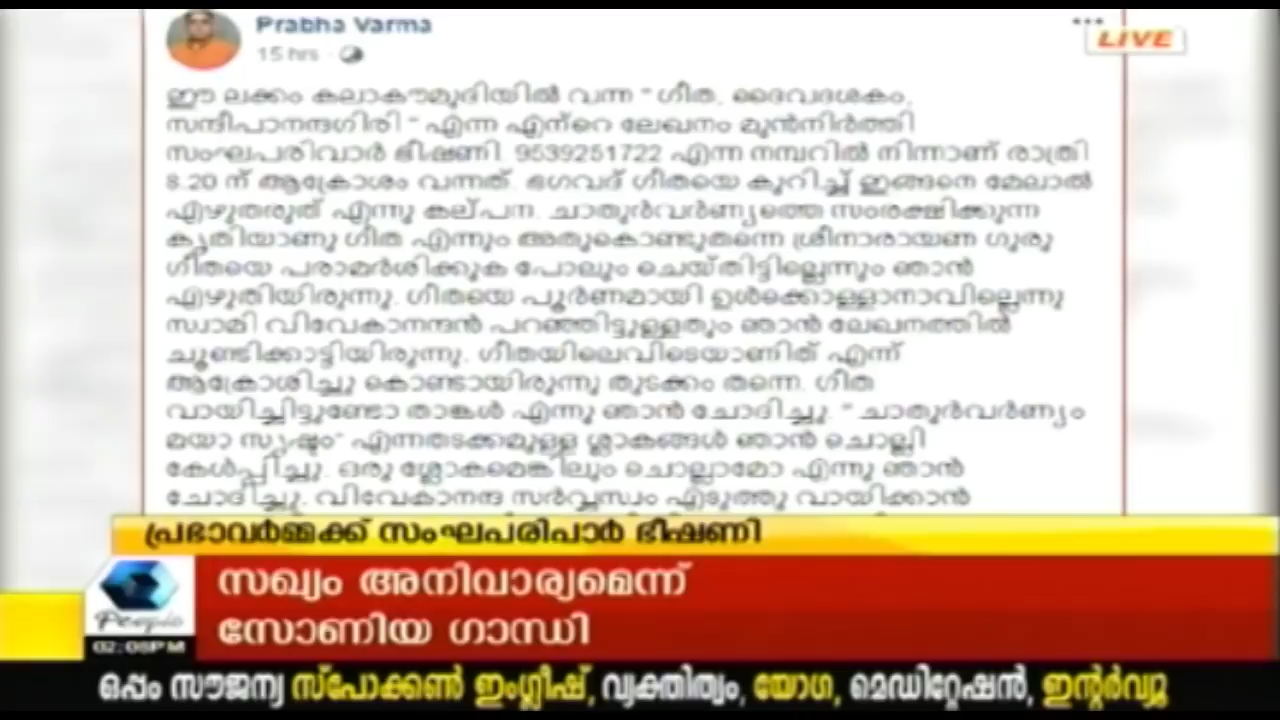 Prabha Varma
15 hrs
LIVE
ഈ ലക്കം കലാകൗമുദിയിൽ വന്ന " ഗീത, ദൈവദശകം,
സന്ദീപാനന്ദഗിരി " എന്ന എന്റെ ലേഖനം മുൻനിർത്തി
സംഘപരിവാർ ഭീഷണി. 9539251722 എന്ന നമ്പറിൽ നിന്നാണ് രാത്രി
8.20 ന് ആക്രോശം വന്നത്. ഭഗവദ് ഗീതയെ കുറിച്ച് ഇങ്ങനെ മേലാൽ
എഴുതരുത് എന്നു കല്പന. ചാതുർവർണ്യത്തെ സംരക്ഷിക്കുന്ന
കൃതിയാണു ഗീത എന്നും അതുകൊണ്ടുതന്നെ ശ്രീനാരായണ ഗുരു
ഗീതയെ പരാമർശിക്കുക പോലും ചെയ്തിട്ടില്ലെന്നും ഞാൻ
എഴുതിയിരുന്നു. ഗീതയെ പൂർണമായി ഉൾക്കൊള്ളാനാവില്ലെന്നു
സ്വാമി വിവേകാനന്ദൻ പറഞ്ഞിട്ടുള്ളതും ഞാൻ ലേഖനത്തിൽ
ചൂണ്ടിക്കാട്ടിയിരുന്നു. ഗീതയിലെവിടെയാണിത് എന്ന്
ആക്രോശിച്ചു കൊണ്ടായിരുന്നു തുടക്കം തന്നെ. ഗീത
വായിച്ചിട്ടുണ്ടോ താങ്കൾ എന്നു ഞാൻ ചോദിച്ചു. " ചാതുർവർണ്യം
മയാ സൃഷ്ടം" എന്നതടക്കമുള്ള ശ്ലാകങ്ങൾ ഞാൻ ചൊല്ലി
കേൾപ്പിച്ചു. ഒരു ശ്ലോകമെങ്കിലും ചൊല്ലാമോ എന്നു ഞാൻ
ചോദിച്ചു. വിവേകാനന്ദ സർവ്വസ്വം എടുത്തു വായിക്കാൻ
പ്രഭാവർമ്മക്ക് സംഘപരിപാർ ഭീഷണി
സഖ്യം അനിവാര്യമെന്ന്
സോണിയ ഗാന്ധി
People
02:08PM
ഒപ്പം സൗജന്യ സ്പോക്കൺ ഇംഗ്ലീഷ്, വ്യക്തിത്വം, യോഗ, മെഡിറ്റേഷൻ, ഇന്റർവ്യൂ